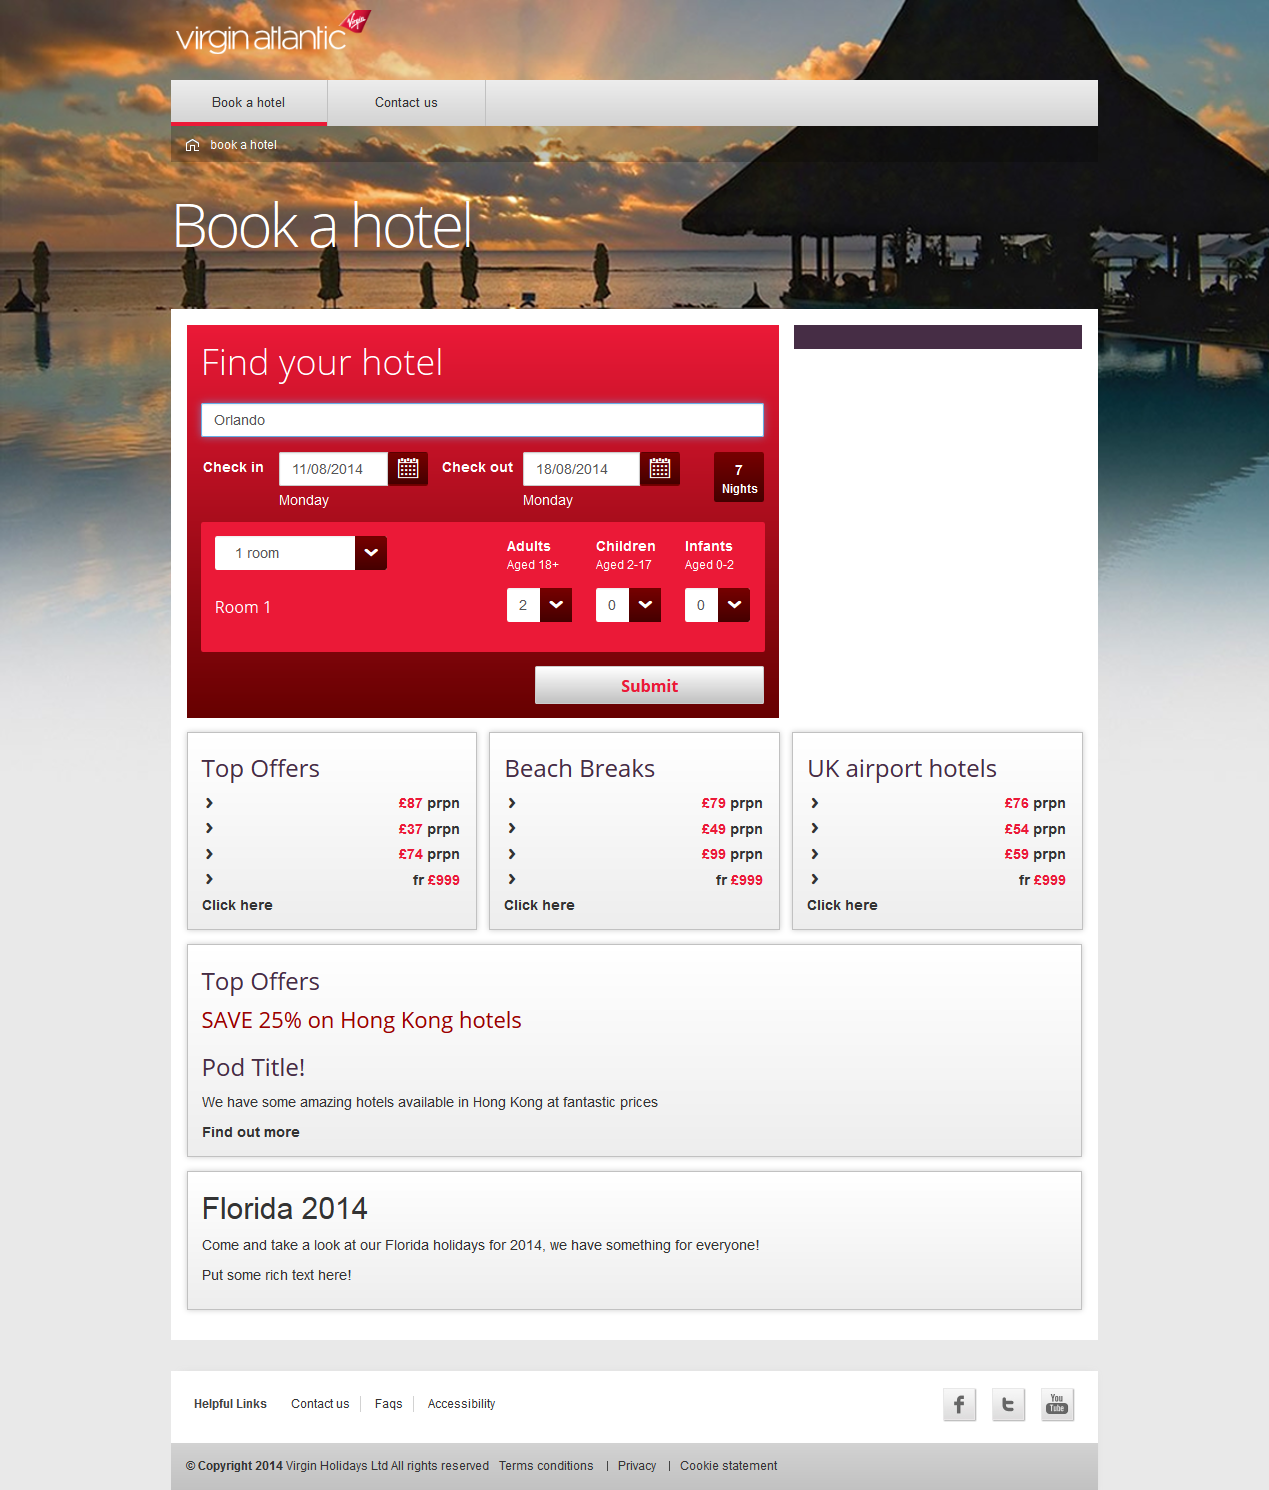 virgin atlantic
Virgin
Book a hotel
Contact us
book a hotel
Book a hotel
Find your hotel
Orlando
Check in
11/08/2014
Check out
18/08/2014
7
Nights
Monday
Monday
1 room
Adults
Children
Infants
Aged 18+
Aged 2-17
Aged 0-2
Room 1
2
0
0
Submit
Top Offers
£87 prpn
£37 prpn
£74 prpn
fr £999
Click here
Beach Breaks
£79 prpn
£49 prpn
£99 prpn
fr £999
Click here
UK airport hotels
£76 prpn
£54 prpn
£59 prpn
fr £999
Click here
Top Offers
SAVE 25% on Hong Kong hotels
Pod Title!
We have some amazing hotels available in Hong Kong at fantastic prices
Find out more
Florida 2014
Come and take a look at our Florida holidays for 2014, we have something for everyone!
Put some rich text here!
Helpful Links
Contact us
Faqs
Accessibility
You
Tube
© Copyright 2014 Virgin Holidays Ltd All rights reserved
Terms conditions
Privacy
Cookie statement